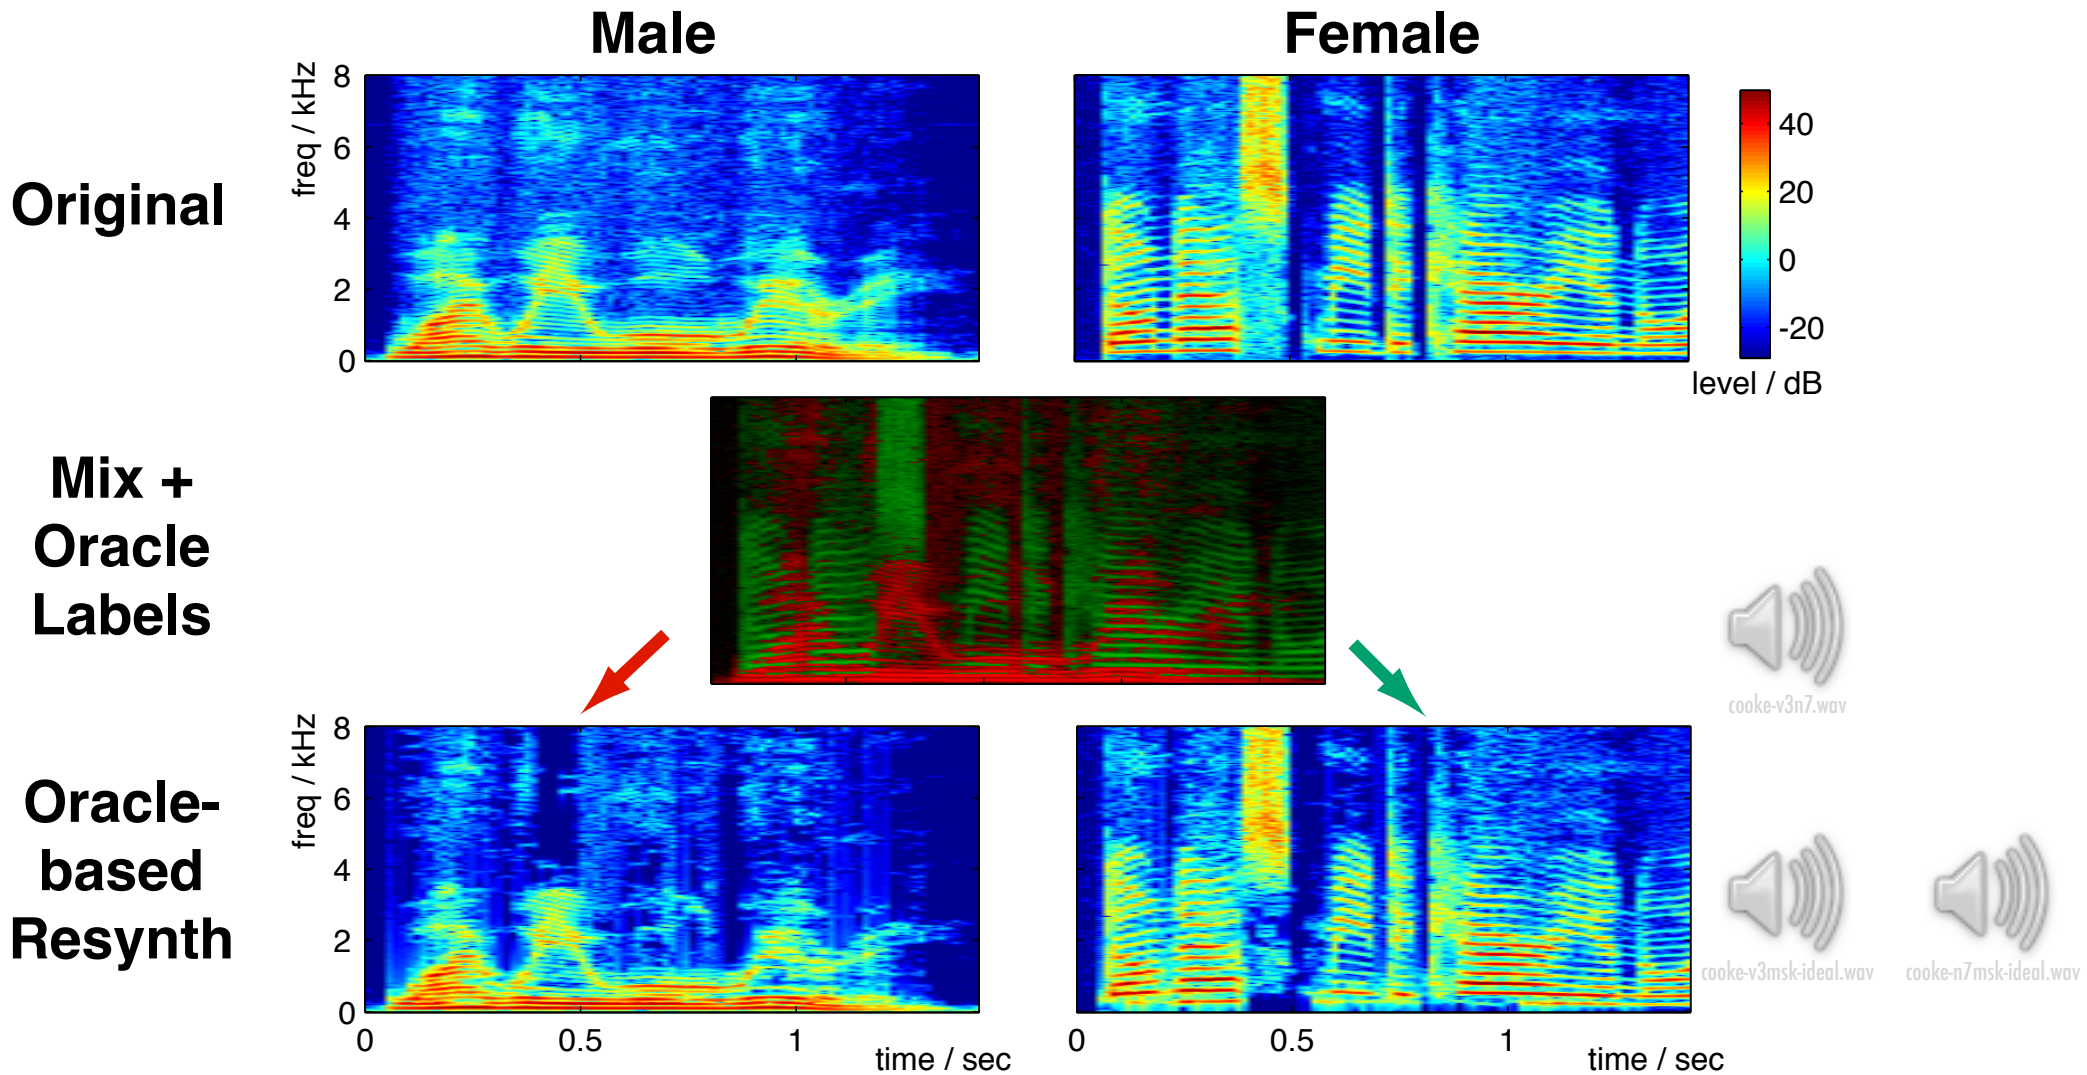 Male
Female
Original
freq / kHz
8
6
4
2
0
40
20
0
-20
level / dB
Mix +
Oracle
Labels
cooke-v3n7.wav
Oracle-
based
Resynth
freq / kHz
8
6
4
2
0
0
0.5
1
time / sec
0
0.5
1
time / sec
cooke-v3msk-ideal.wav
cooke-n7msk-ideal.wav